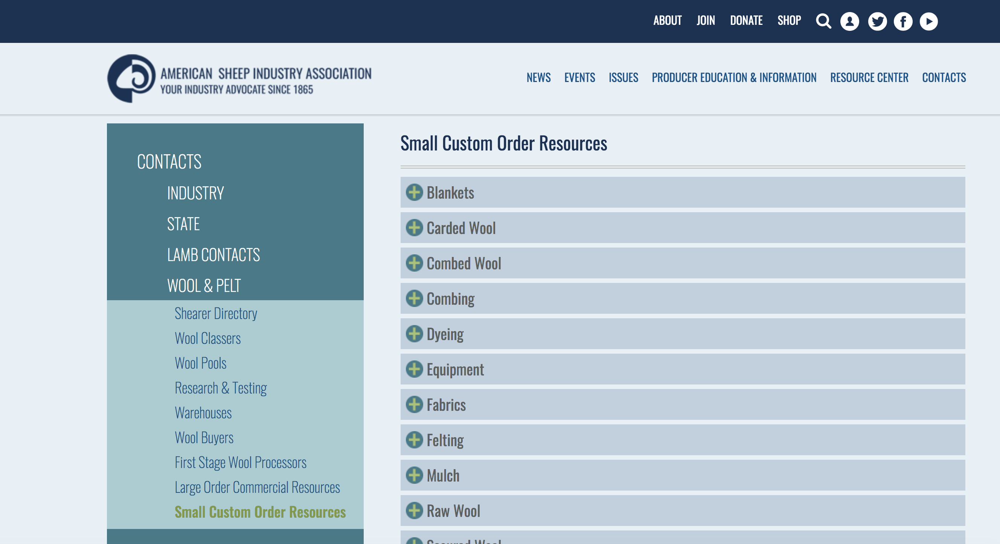 ABOUT JOIN DONATE SHOP
AMERICAN SHEEP INDUSTRY ASSOCIATION
YOUR INDUSTRY ADVOCATE SINCE 1865
NEWS EVENTS ISSUES PRODUCER EDUCATION & INFORMATION RESOURCE CENTER CONTACTS
CONTACTS
INDUSTRY
STATE
LAMB CONTACTS
WOOL & PELT
Shearer Directory
Wool Classers
Wool Pools
Research & Testing
Warehouses
Wool Buyers
First Stage Wool Processors
Large Order Commercial Resources
Small Custom Order Resources
Small Custom Order Resources
Blankets
Carded Wool
Combed Wool
Combing
Dyeing
Equipment
Fabrics
Felting
Mulch
Raw Wool